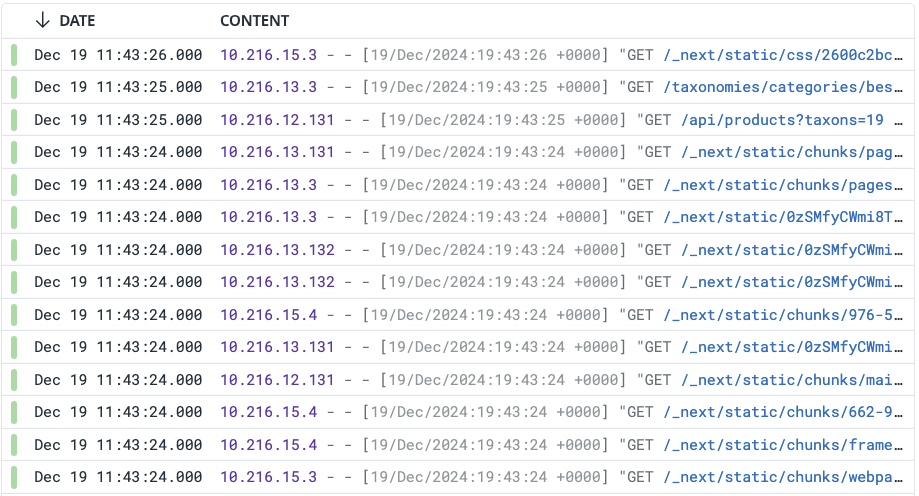 ↓ DATE CONTENT
Dec 19 11:43:26.000 10.216.15.3 - - [19/Dec/2024:19:43:26 +0000] "GET /_next/static/css/2600c2bc…
Dec 19 11:43:25.000 10.216.13.3 - - [19/Dec/2024:19:43:25 +0000] "GET /taxonomies/categories/bes…
Dec 19 11:43:25.000 10.216.12.131 - - [19/Dec/2024:19:43:25 +0000] "GET /api/products?taxons=19 …
Dec 19 11:43:24.000 10.216.13.131 - - [19/Dec/2024:19:43:24 +0000] "GET /_next/static/chunks/pag…
Dec 19 11:43:24.000 10.216.13.3 - - [19/Dec/2024:19:43:24 +0000] "GET /_next/static/chunks/pages…
Dec 19 11:43:24.000 10.216.13.3 - - [19/Dec/2024:19:43:24 +0000] "GET /_next/static/0zSMfyCWmi8T…
Dec 19 11:43:24.000 10.216.13.132 - - [19/Dec/2024:19:43:24 +0000] "GET /_next/static/0zSMfyCWmi…
Dec 19 11:43:24.000 10.216.13.132 - - [19/Dec/2024:19:43:24 +0000] "GET /_next/static/0zSMfyCWmi…
Dec 19 11:43:24.000 10.216.15.4 - - [19/Dec/2024:19:43:24 +0000] "GET /_next/static/chunks/976-5…
Dec 19 11:43:24.000 10.216.13.131 - - [19/Dec/2024:19:43:24 +0000] "GET /_next/static/0zSMfyCWmi…
Dec 19 11:43:24.000 10.216.12.131 - - [19/Dec/2024:19:43:24 +0000] "GET /_next/static/chunks/mai…
Dec 19 11:43:24.000 10.216.15.4 - - [19/Dec/2024:19:43:24 +0000] "GET /_next/static/chunks/662-9…
Dec 19 11:43:24.000 10.216.15.4 - - [19/Dec/2024:19:43:24 +0000] "GET /_next/static/chunks/frame…
Dec 19 11:43:24.000 10.216.15.3 - - [19/Dec/2024:19:43:24 +0000] "GET /_next/static/chunks/webpa…